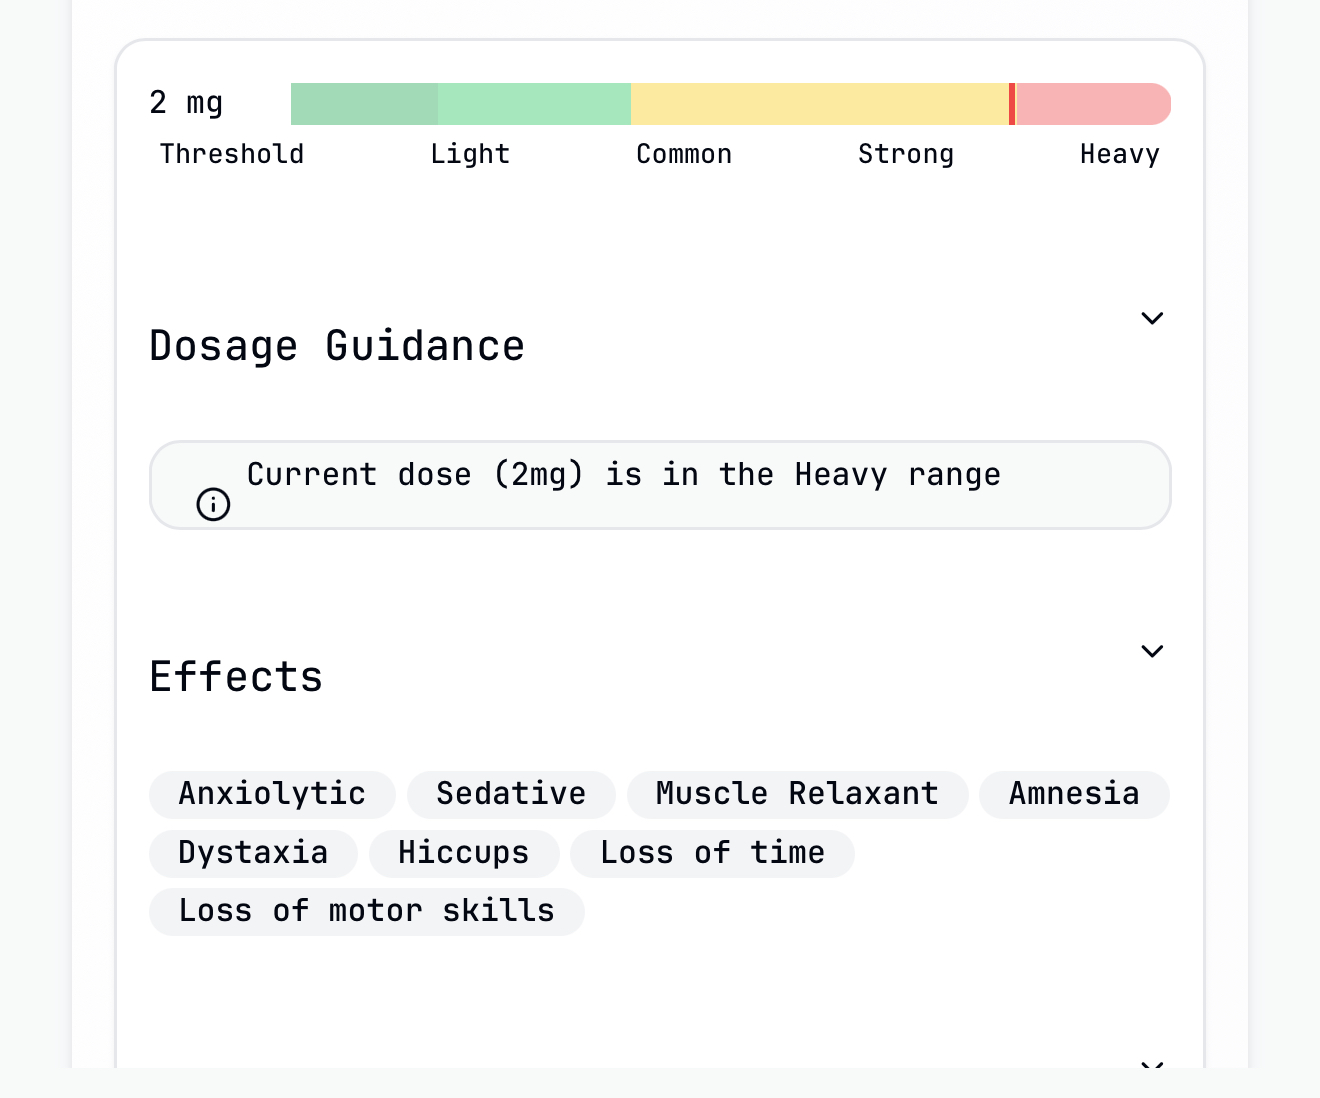 2 mg
Threshold Light Common Strong Heavy
Dosage Guidance
Current dose (2mg) is in the Heavy range
Effects
Anxiolytic Sedative Muscle Relaxant Amnesia
Dystaxia Hiccups Loss of time
Loss of motor skills